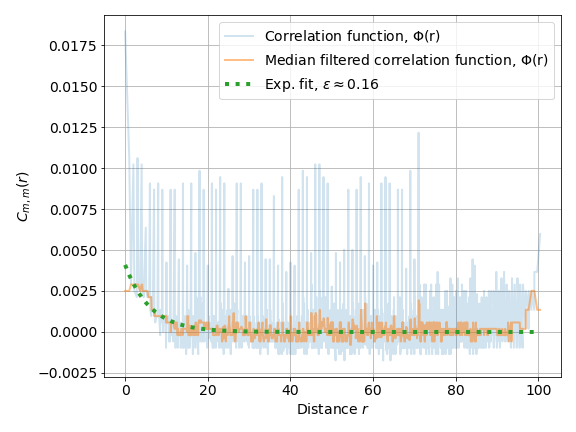 Correlation function, Φ(r)
Median filtered correlation function, Φ(r)
Exp. fit, ε ≈ 0.16
0.0175
0.0150
0.0125
0.0100
0.0075
0.0050
0.0025
0.0000
−0.0025
C_{m,m}(r)
0 20 40 60 80 100
Distance r